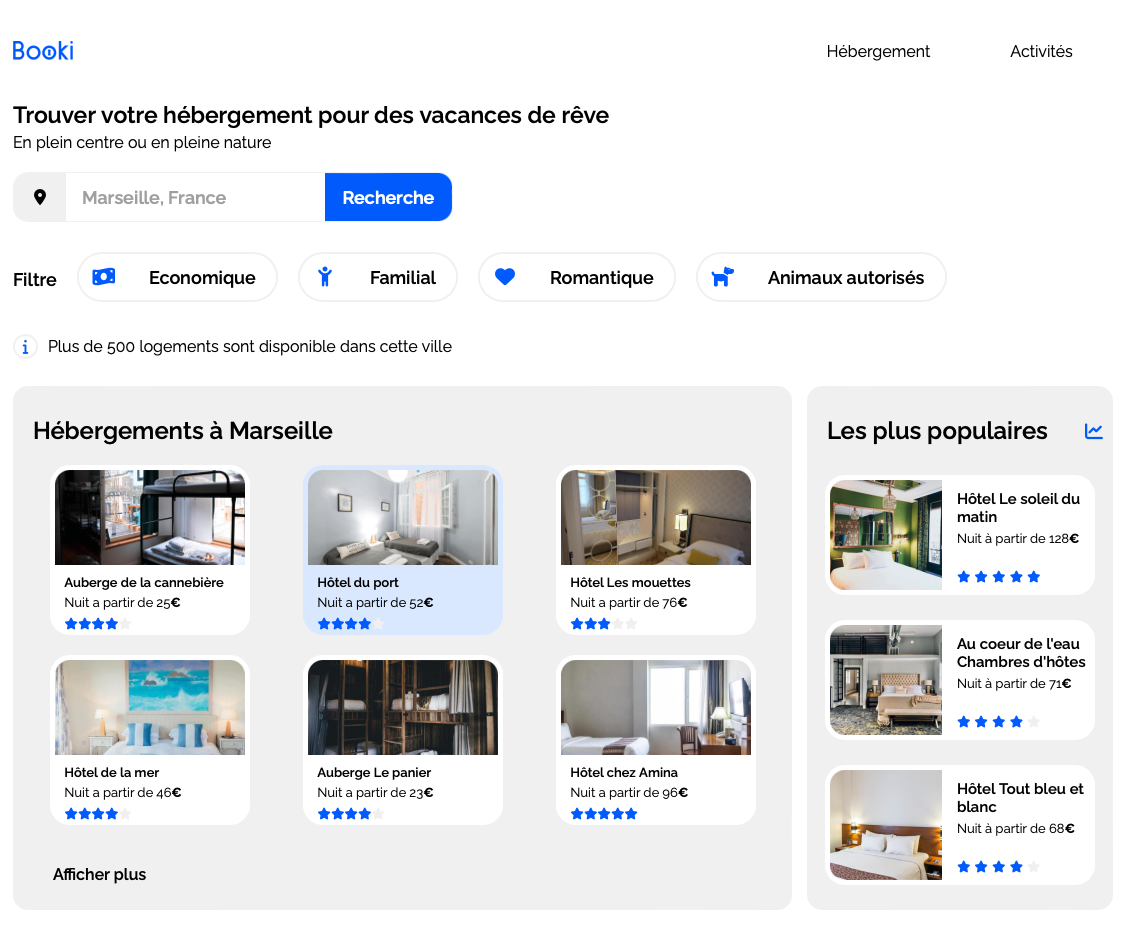 Booki
Hébergement
Activités
Trouver votre hébergement pour des vacances de rêve
En plein centre ou en pleine nature
Marseille, France
Recherche
Filtre
Economique
Familial
Romantique
Animaux autorisés
Plus de 500 logements sont disponible dans cette ville
Hébergements à Marseille
Auberge de la cannebière
Nuit a partir de 25€
Hôtel du port
Nuit a partir de 52€
Hôtel Les mouettes
Nuit a partir de 76€
Hôtel de la mer
Nuit a partir de 46€
Auberge Le panier
Nuit a partir de 23€
Hôtel chez Amina
Nuit a partir de 96€
Afficher plus
Les plus populaires
Hôtel Le soleil du
matin
Nuit à partir de 128€
Au coeur de l'eau
Chambres d'hôtes
Nuit à partir de 71€
Hôtel Tout bleu et
blanc
Nuit à partir de 68€